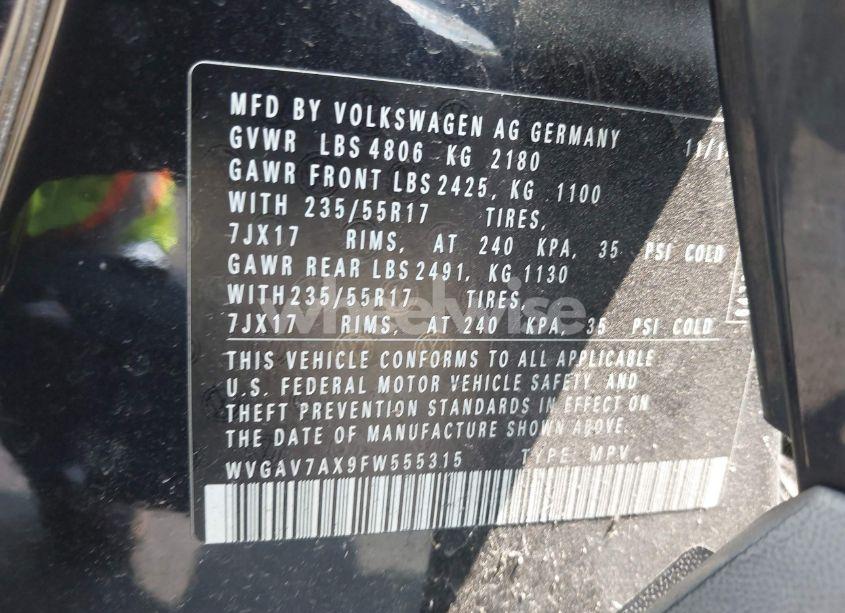 MFD BY VOLKSWAGEN AG GERMANY
GVWR LBS 4806 KG 2180 11/1
GAWR FRONT LBS 2425, KG 1100
WITH 235/55R17 TIRES,
7JX17 RIMS, AT 240 KPA, 35 PSI COLD
GAWR REAR LBS 2491, KG 1130
WITH 235/55R17 TIRES,
7JX17 RIMS, AT 240 KPA, 35 PSI COLD
wheelwise
THIS VEHICLE CONFORMS TO ALL APPLICABLE
U.S. FEDERAL MOTOR VEHICLE SAFETY AND
THEFT PREVENTION STANDARDS IN EFFECT ON
THE DATE OF MANUFACTURE SHOWN ABOVE.
WVGAV7AX9FW555315 TYPE: MPV